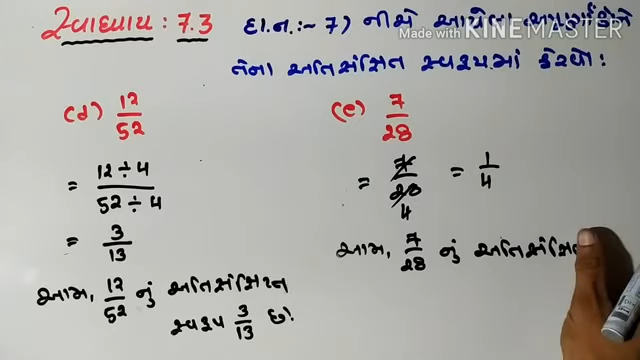 સ્વાધ્યાય : 7.3
દા.ન.:- 7) નીચે આપેલા અપૂર્ણાંકોને
તેના અતિસંક્ષિપ્ત સ્વરૂપમાં ફેરવો :
Made with KINEMASTER
(d) 12/52
= 12 ÷ 4 / 52 ÷ 4
= 3/13
આમ, 12/52 નું અતિસંક્ષિપ્ત
સ્વરૂપ 3/13 છે.
(e) 7/28
= 7/28 4 = 1/4
આમ, 7/28 નું